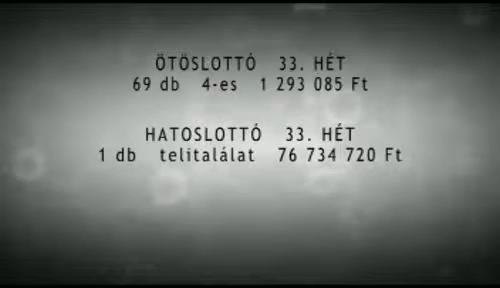 ÖTÖSLOTTÓ 33. HÉT
69 db 4-es 1 293 085 Ft
HATOSLOTTÓ 33. HÉT
1 db telitalálat 76 734 720 Ft